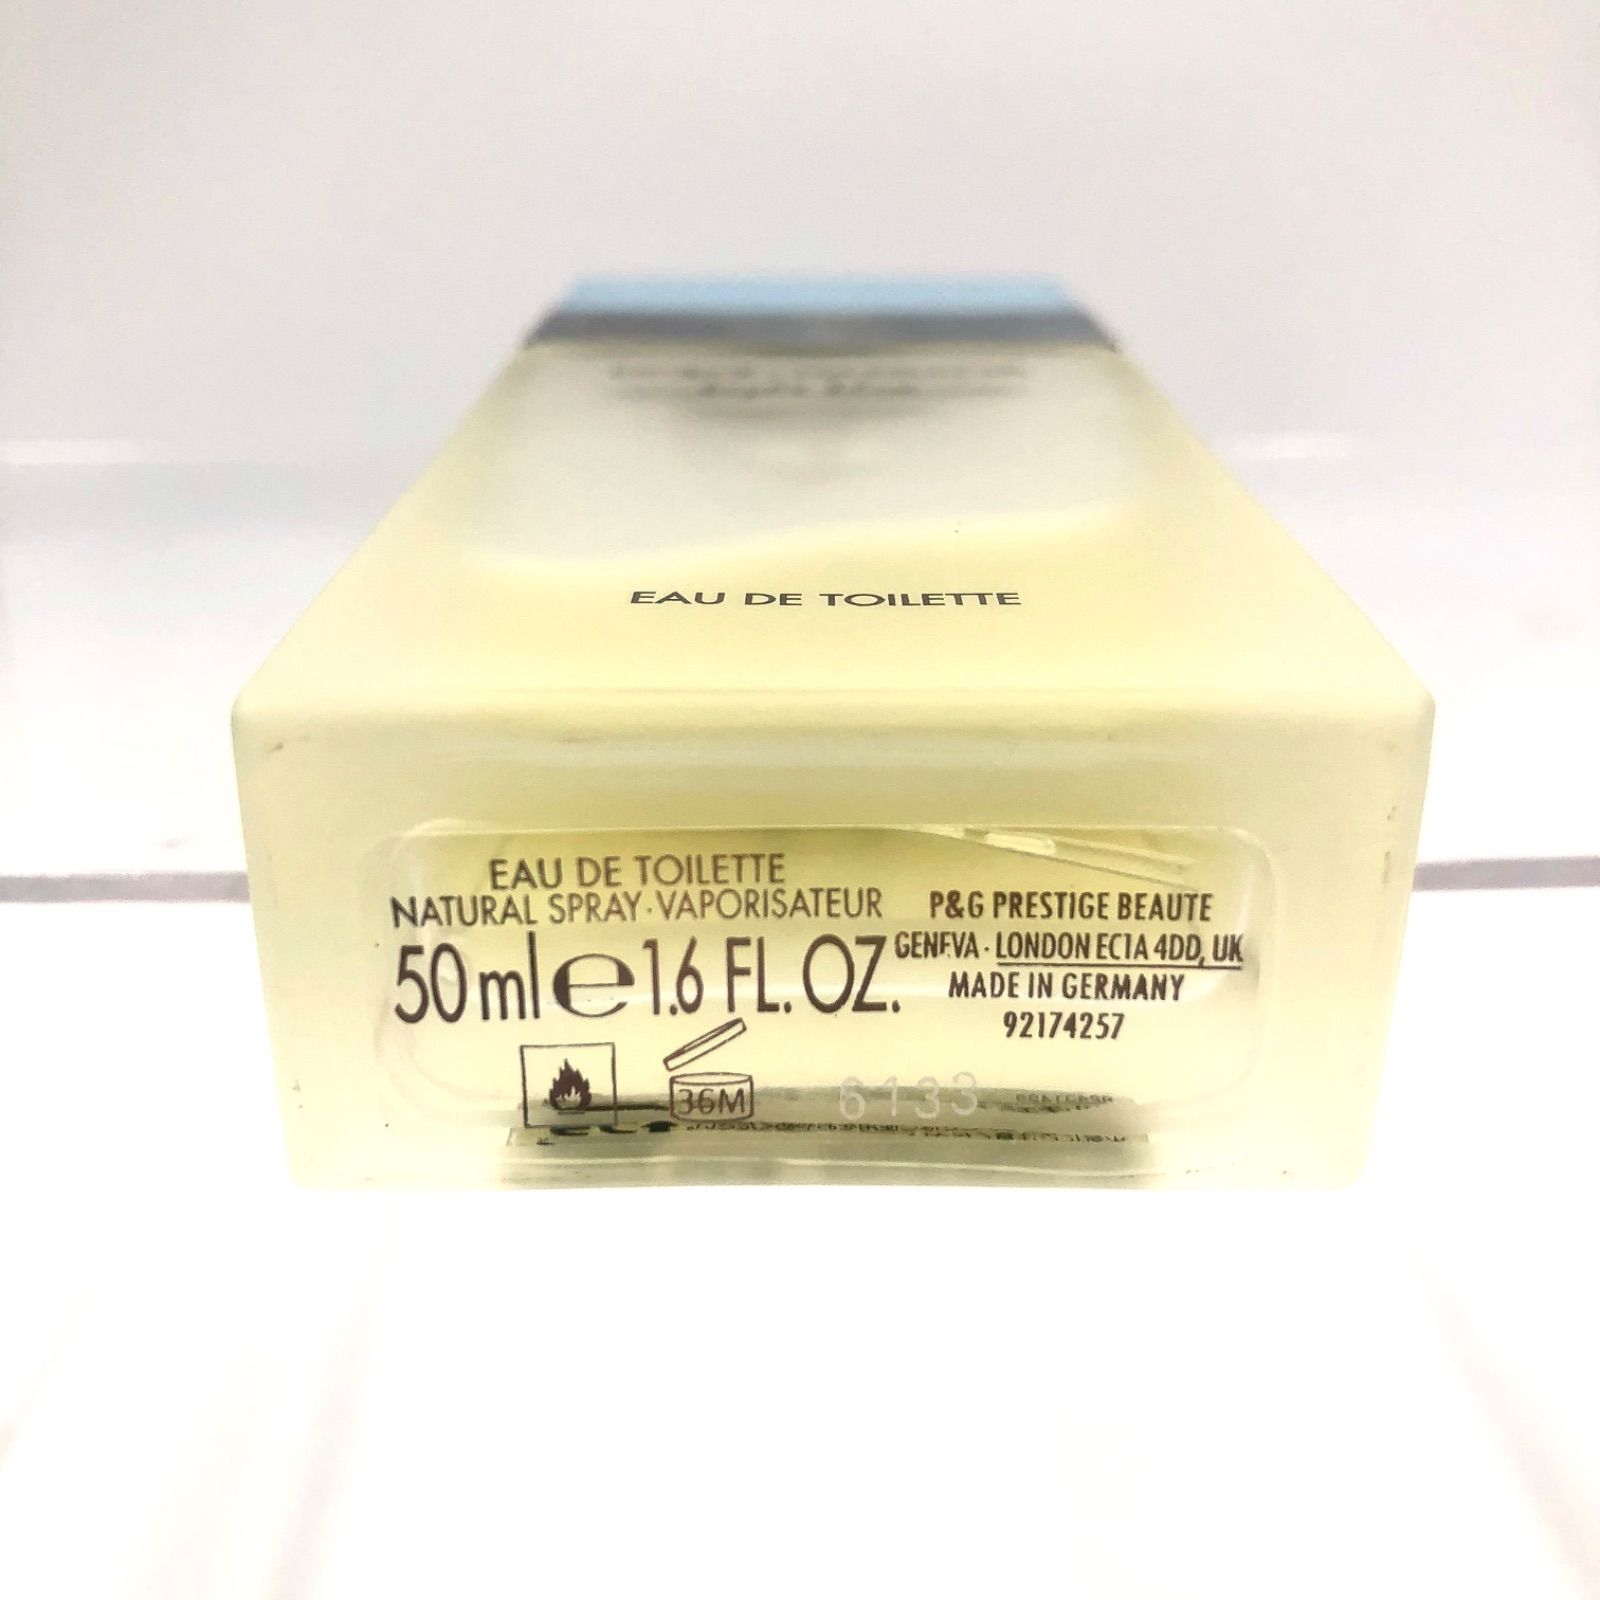 EAU DE TOILETTE
EAU DE TOILETTE
NATURAL SPRAY·VAPORISATEUR
50 ml e 1.6 FL. OZ.
P&G PRESTIGE BEAUTE
GENEVA · LONDON EC1A 4DD, UK
MADE IN GERMANY
92174257
36M
6133